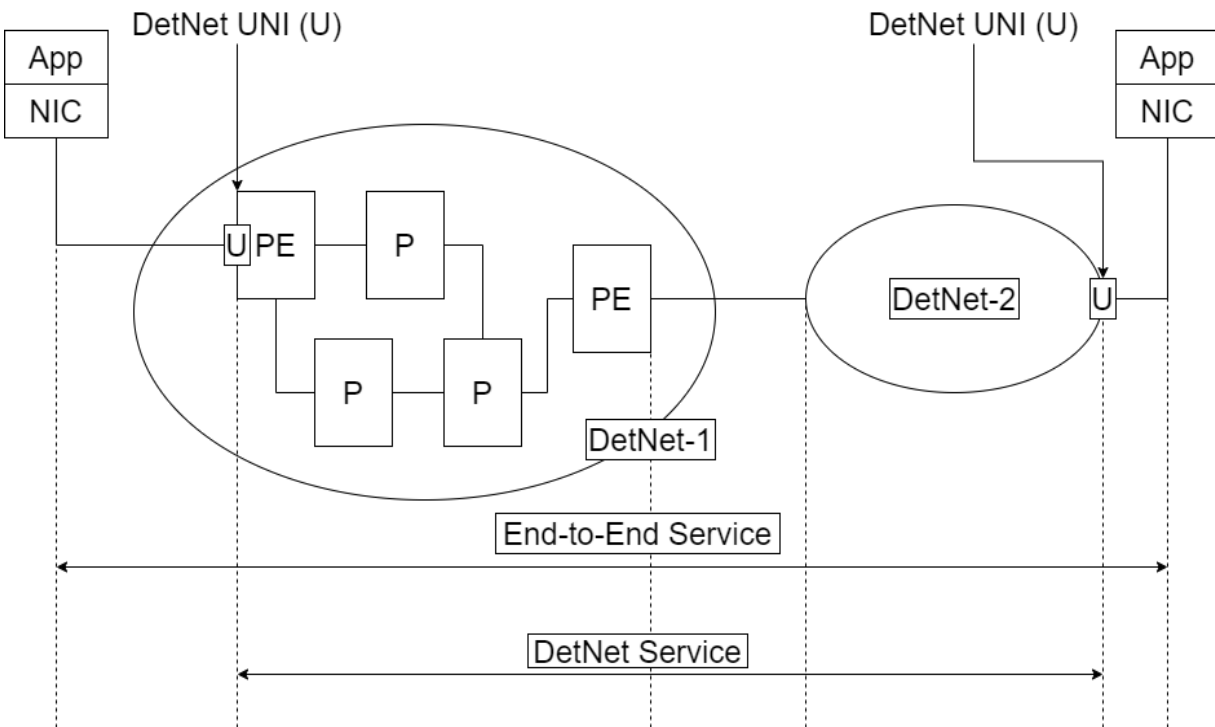 DetNet UNI (U)
DetNet UNI (U)
App
NIC
App
NIC
U
PE
P
PE
P
P
DetNet-1
DetNet-2
U
End-to-End Service
DetNet Service